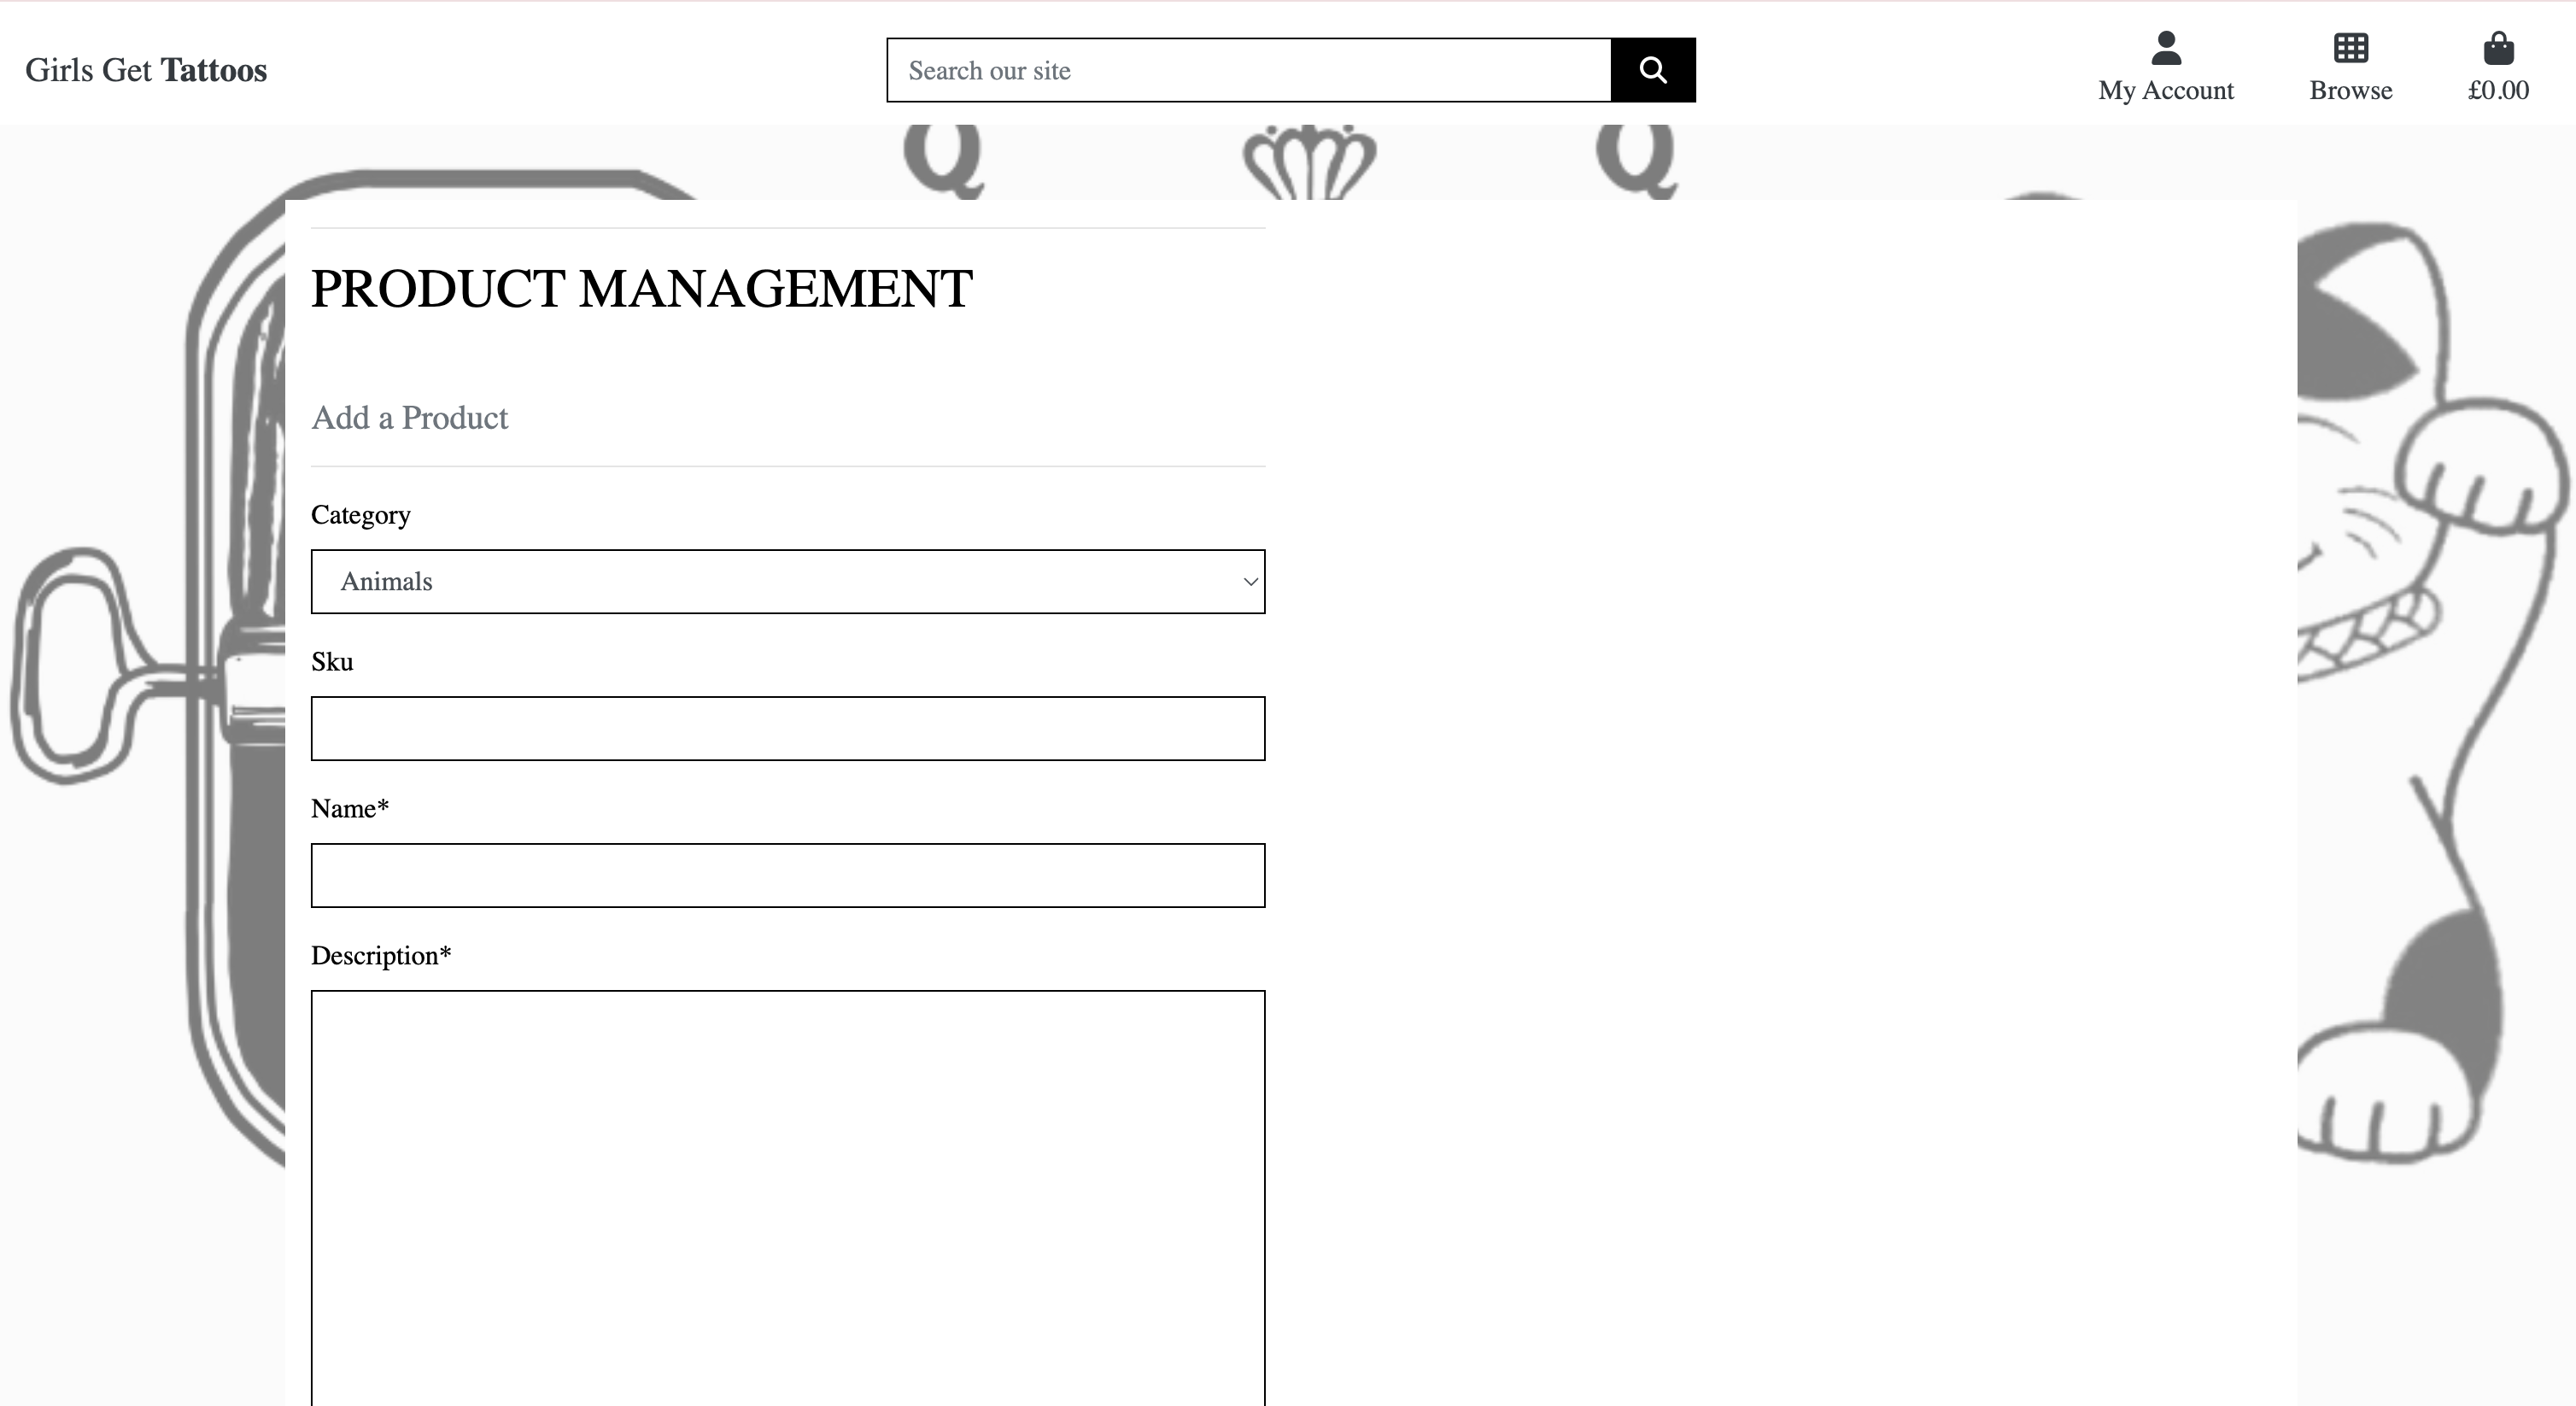 Girls Get Tattoos
Search our site
My Account
Browse
£0.00
Q
Q
PRODUCT MANAGEMENT
Add a Product
Category
Animals
Sku
Name*
Description*